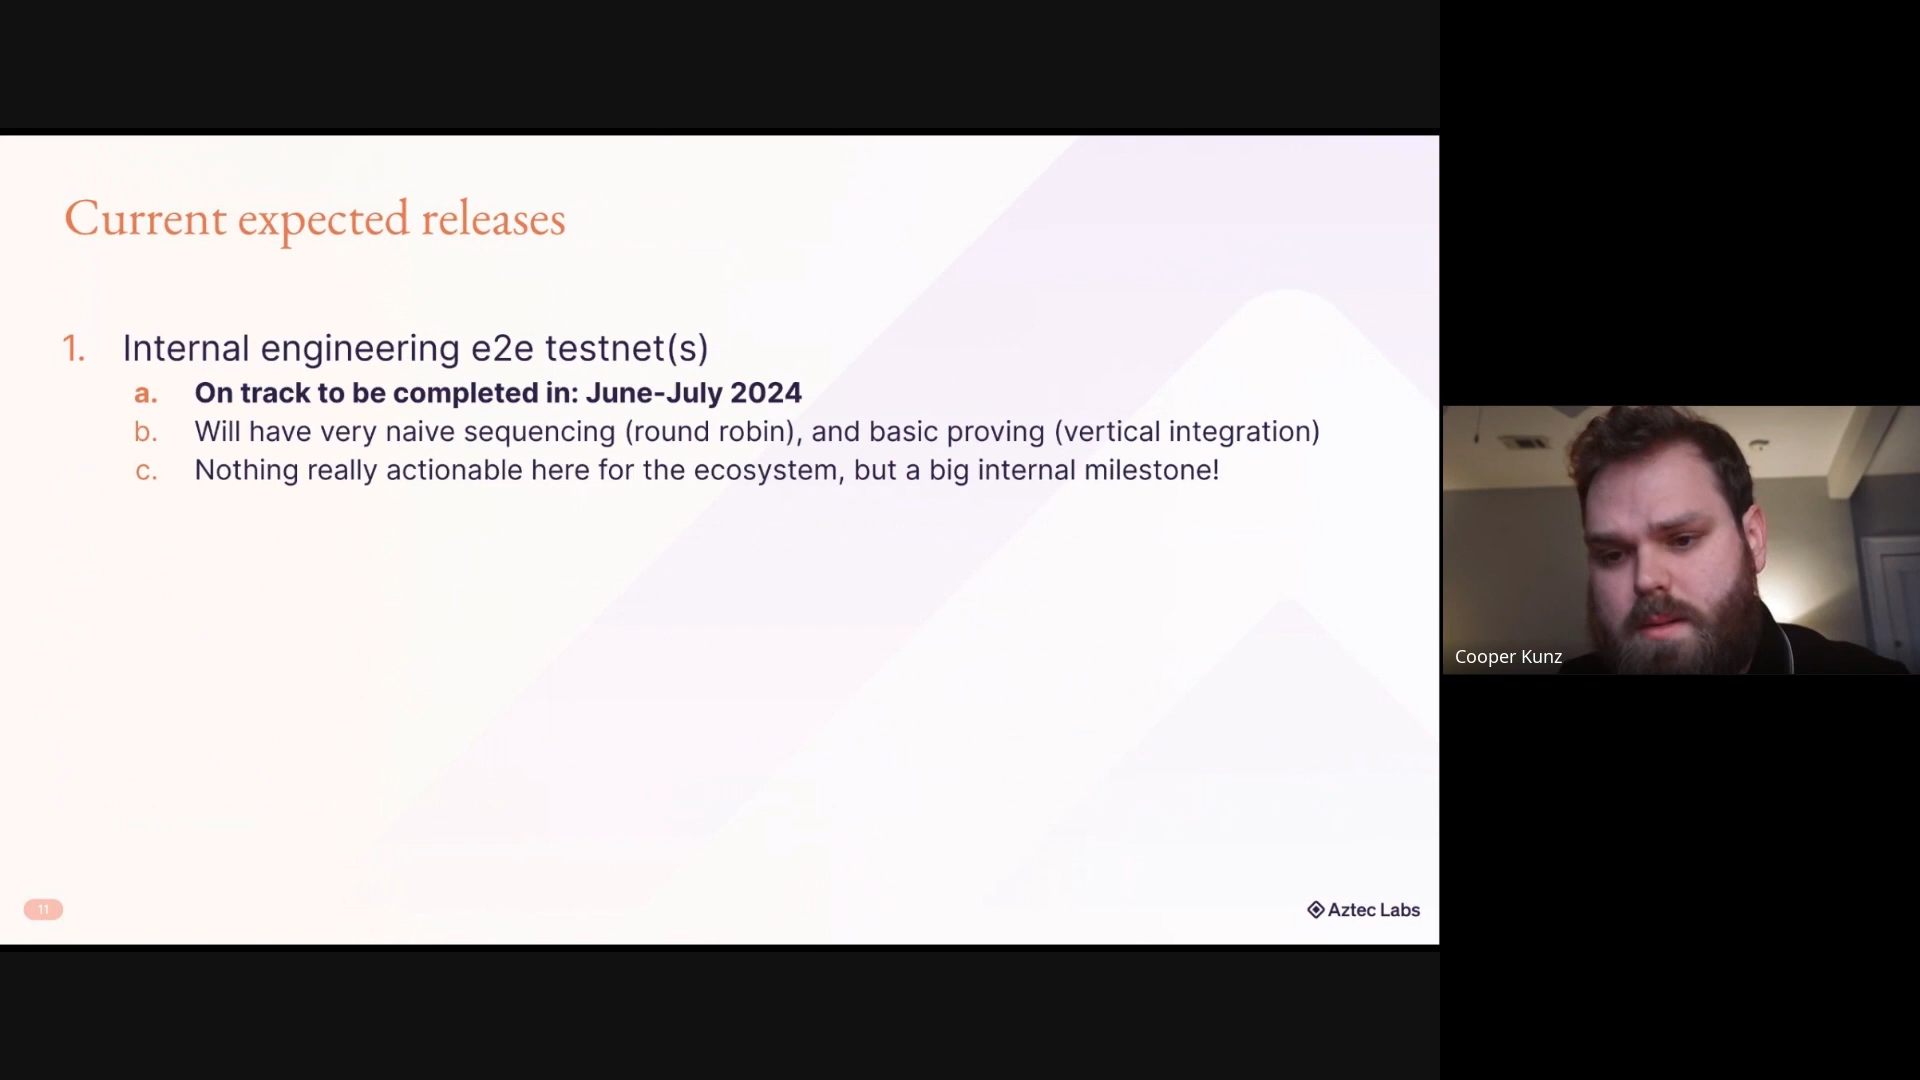 Current expected releases
1. Internal engineering e2e testnet(s)
a. On track to be completed in: June-July 2024
b. Will have very naive sequencing (round robin), and basic proving (vertical integration)
c. Nothing really actionable here for the ecosystem, but a big internal milestone!
Cooper Kunz
11
Aztec Labs